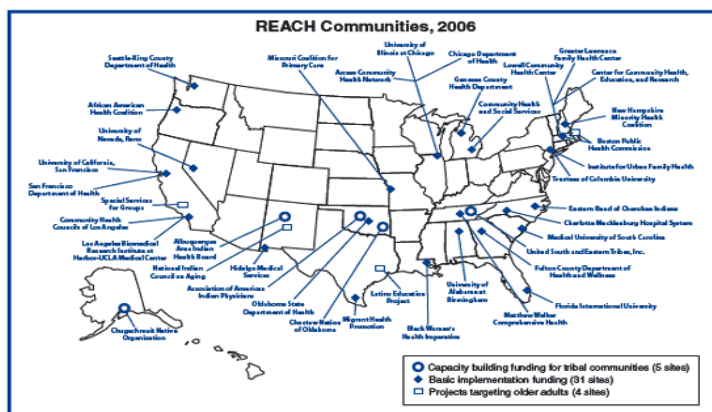 REACH Communities, 2006
Seattle-King County
Department of Health
African American
Health Coalition
University of
Nevada, Reno
University of California,
San Francisco
San Francisco
Department of Health
Special Services
for Groups
Community Health
Councils of Los Angeles
Los Angeles Biomedical
Research Institute at
Harbor-UCLA Medical Center
Albuquerque
Area Indian
Health Board
National Indian
Council on Aging
Hidalgo Medical
Services
Association of American
Indian Physicians
Oklahoma State
Department of Health
Choctaw Nation
of Oklahoma
Migrant Health
Promotion
Latino Education
Project
Black Women's
Health Imperative
University of
Alabama at
Birmingham
Matthew Walker
Comprehensive Health
Florida International
University
Fulton County Department of
Health and Wellness
United South and Eastern Tribes, Inc.
Medical University of South Carolina
Charlotte Mecklenburg Hospital System
Eastern Band of Cherokee Indians
Trustees of Columbia University
Institute for Urban Family Health
Boston Public
Health Commission
New Hampshire
Minority Health
Coalition
Center for Community Health,
Education, and Research
Greater Lawrence
Family Health Center
Lowell Community
Health Center
Community Health
and Social Services
Genesee County
Health Department
Chicago Department
of Health
University of
Illinois at Chicago
Access Community
Health Network
Missouri Coalition for
Primary Care
Chugachmiut Native
Organization
Capacity building funding for tribal communities (5 sites)
Basic implementation funding (31 sites)
Projects targeting older adults (4 sites)